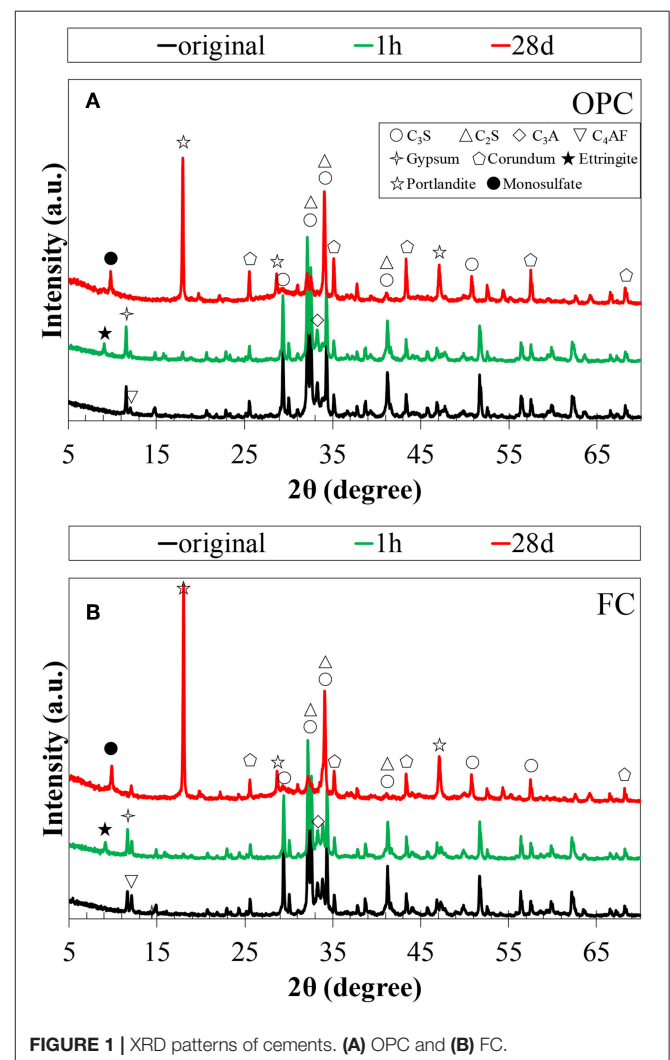 original 1h 28d
A OPC
C₃S C₂S C₃A C₄AF
Gypsum Corundum Ettringite
Portlandite Monosulfate
Intensity (a.u.)
5 15 25 35 45 55 65
2θ (degree)
original 1h 28d
B FC
Intensity (a.u.)
5 15 25 35 45 55 65
2θ (degree)
FIGURE 1 | XRD patterns of cements. (A) OPC and (B) FC.